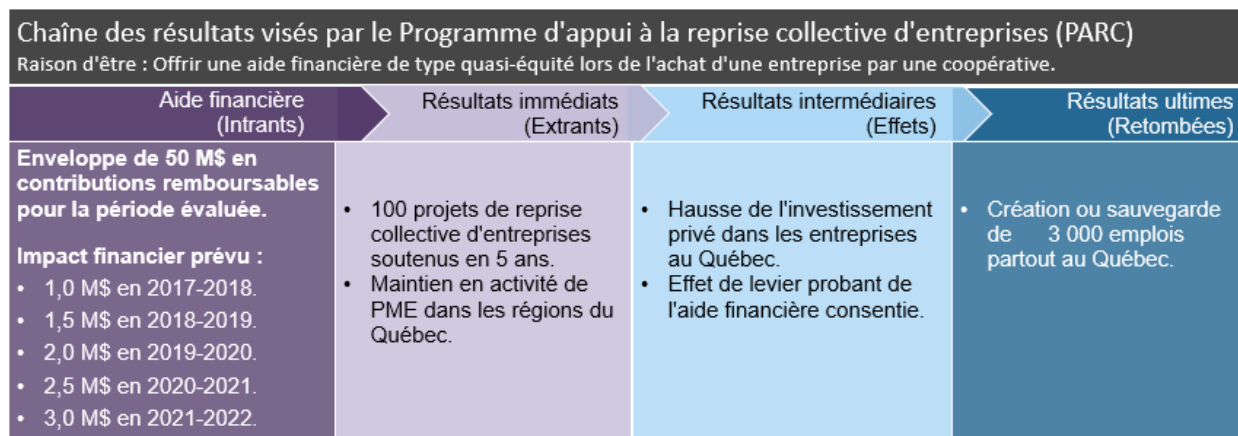 Chaîne des résultats visés par le Programme d'appui à la reprise collective d'entreprises (PARC)
Raison d'être : Offrir une aide financière de type quasi-équité lors de l'achat d'une entreprise par une coopérative.
Aide financière
(Intrants)
Résultats immédiats
(Extrants)
Résultats intermédiaires
(Effets)
Résultats ultimes
(Retombées)
Enveloppe de 50 M$ en
contributions remboursables
pour la période évaluée.
Impact financier prévu :
• 1,0 M$ en 2017-2018.
• 1,5 M$ en 2018-2019.
• 2,0 M$ en 2019-2020.
• 2,5 M$ en 2020-2021.
• 3,0 M$ en 2021-2022.
• 100 projets de reprise
collective d'entreprises
soutenus en 5 ans.
• Maintien en activité de
PME dans les régions du
Québec.
• Hausse de l'investissement
privé dans les entreprises
au Québec.
• Effet de levier probant de
l'aide financière consentie.
• Création ou sauvegarde
de 3 000 emplois
partout au Québec.